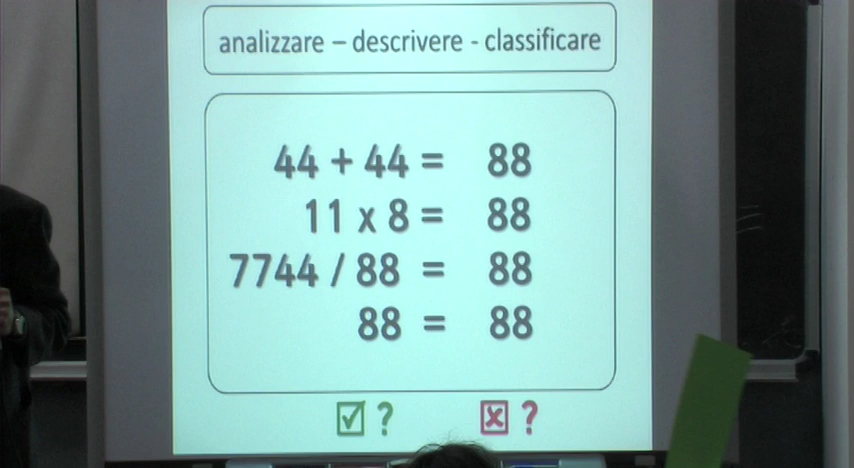 analizzare – descrivere - classificare
44 + 44 = 88
11 x 8 = 88
7744 / 88 = 88
88 = 88
? ?